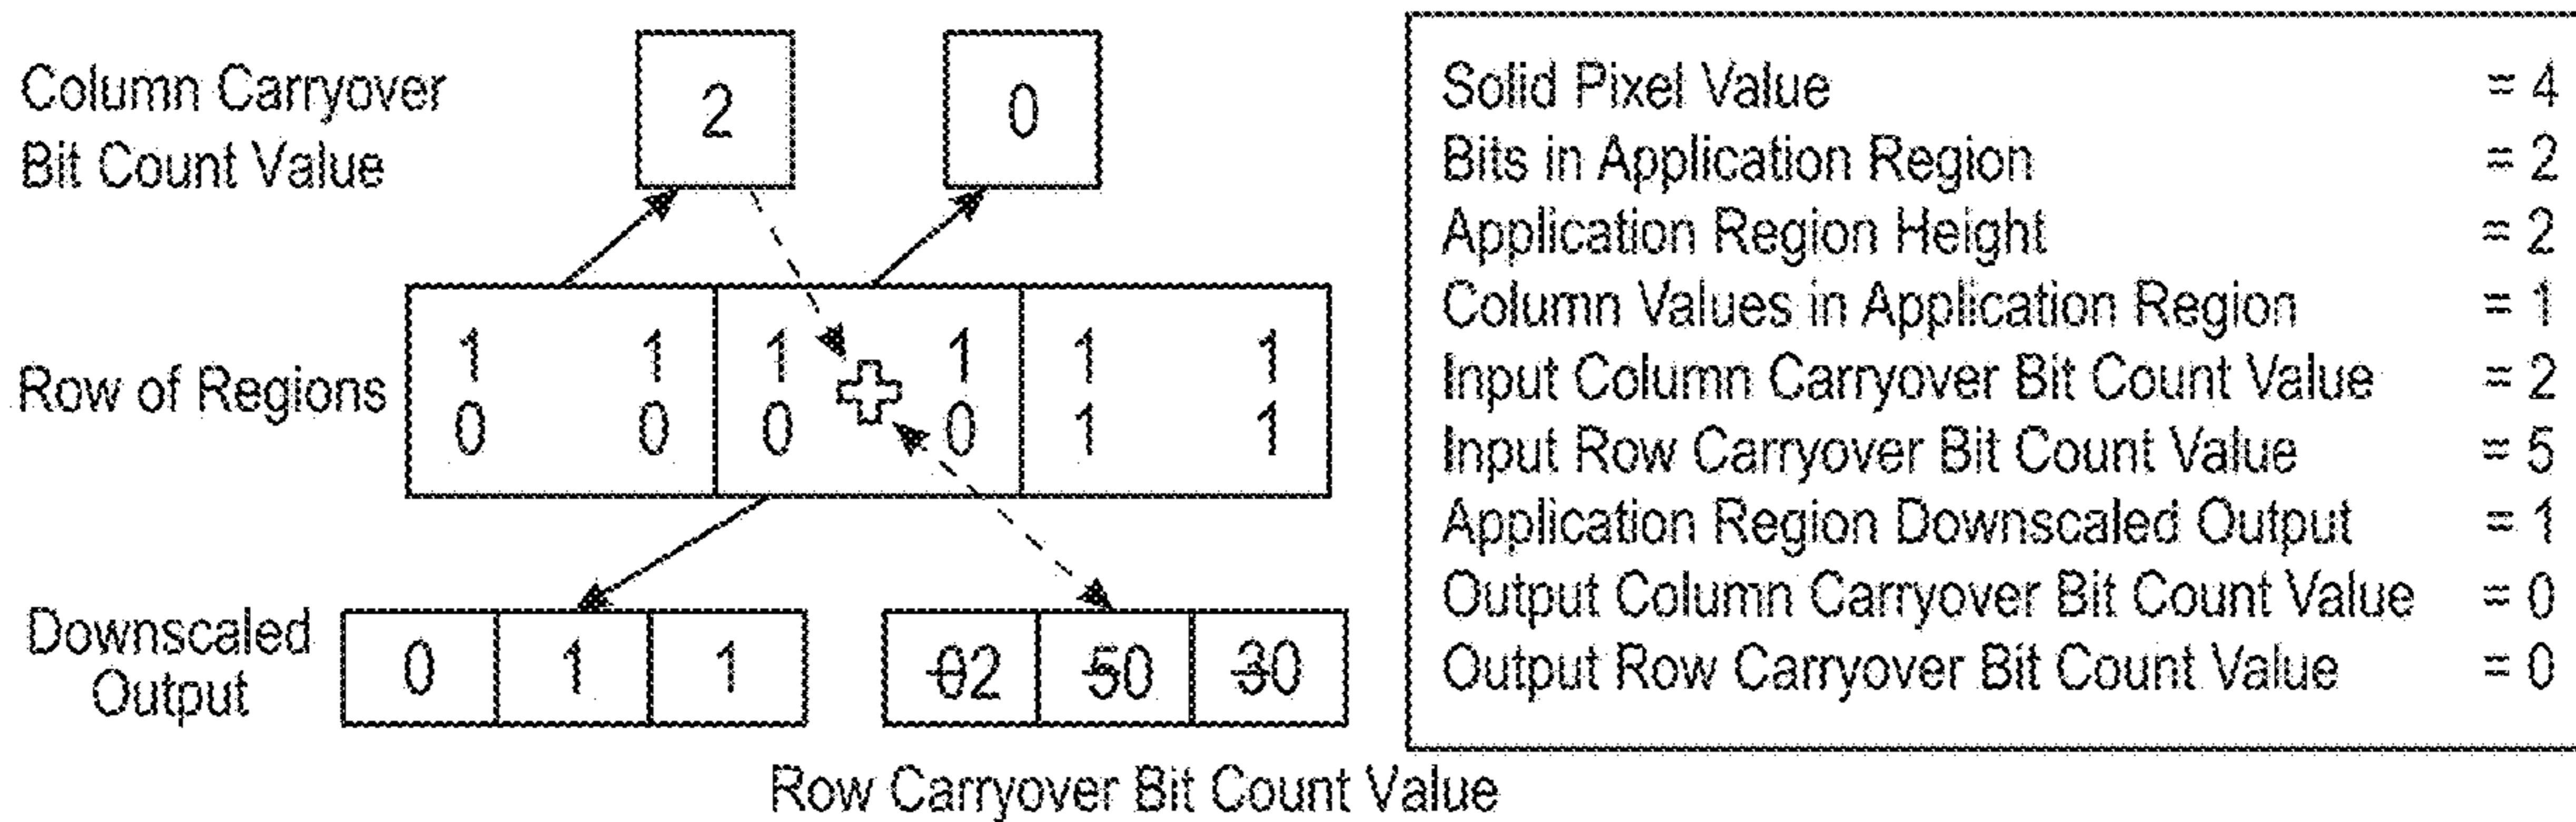 Column Carryover
Bit Count Value
2 0
Row of Regions
1 1 1 1 1 1
0 0 0 0 1 1
Downscaled
Output
0 1 1
02 50 30
Row Carryover Bit Count Value
Solid Pixel Value = 4
Bits in Application Region = 2
Application Region Height = 2
Column Values in Application Region = 1
Input Column Carryover Bit Count Value = 2
Input Row Carryover Bit Count Value = 5
Application Region Downscaled Output = 1
Output Column Carryover Bit Count Value = 0
Output Row Carryover Bit Count Value = 0